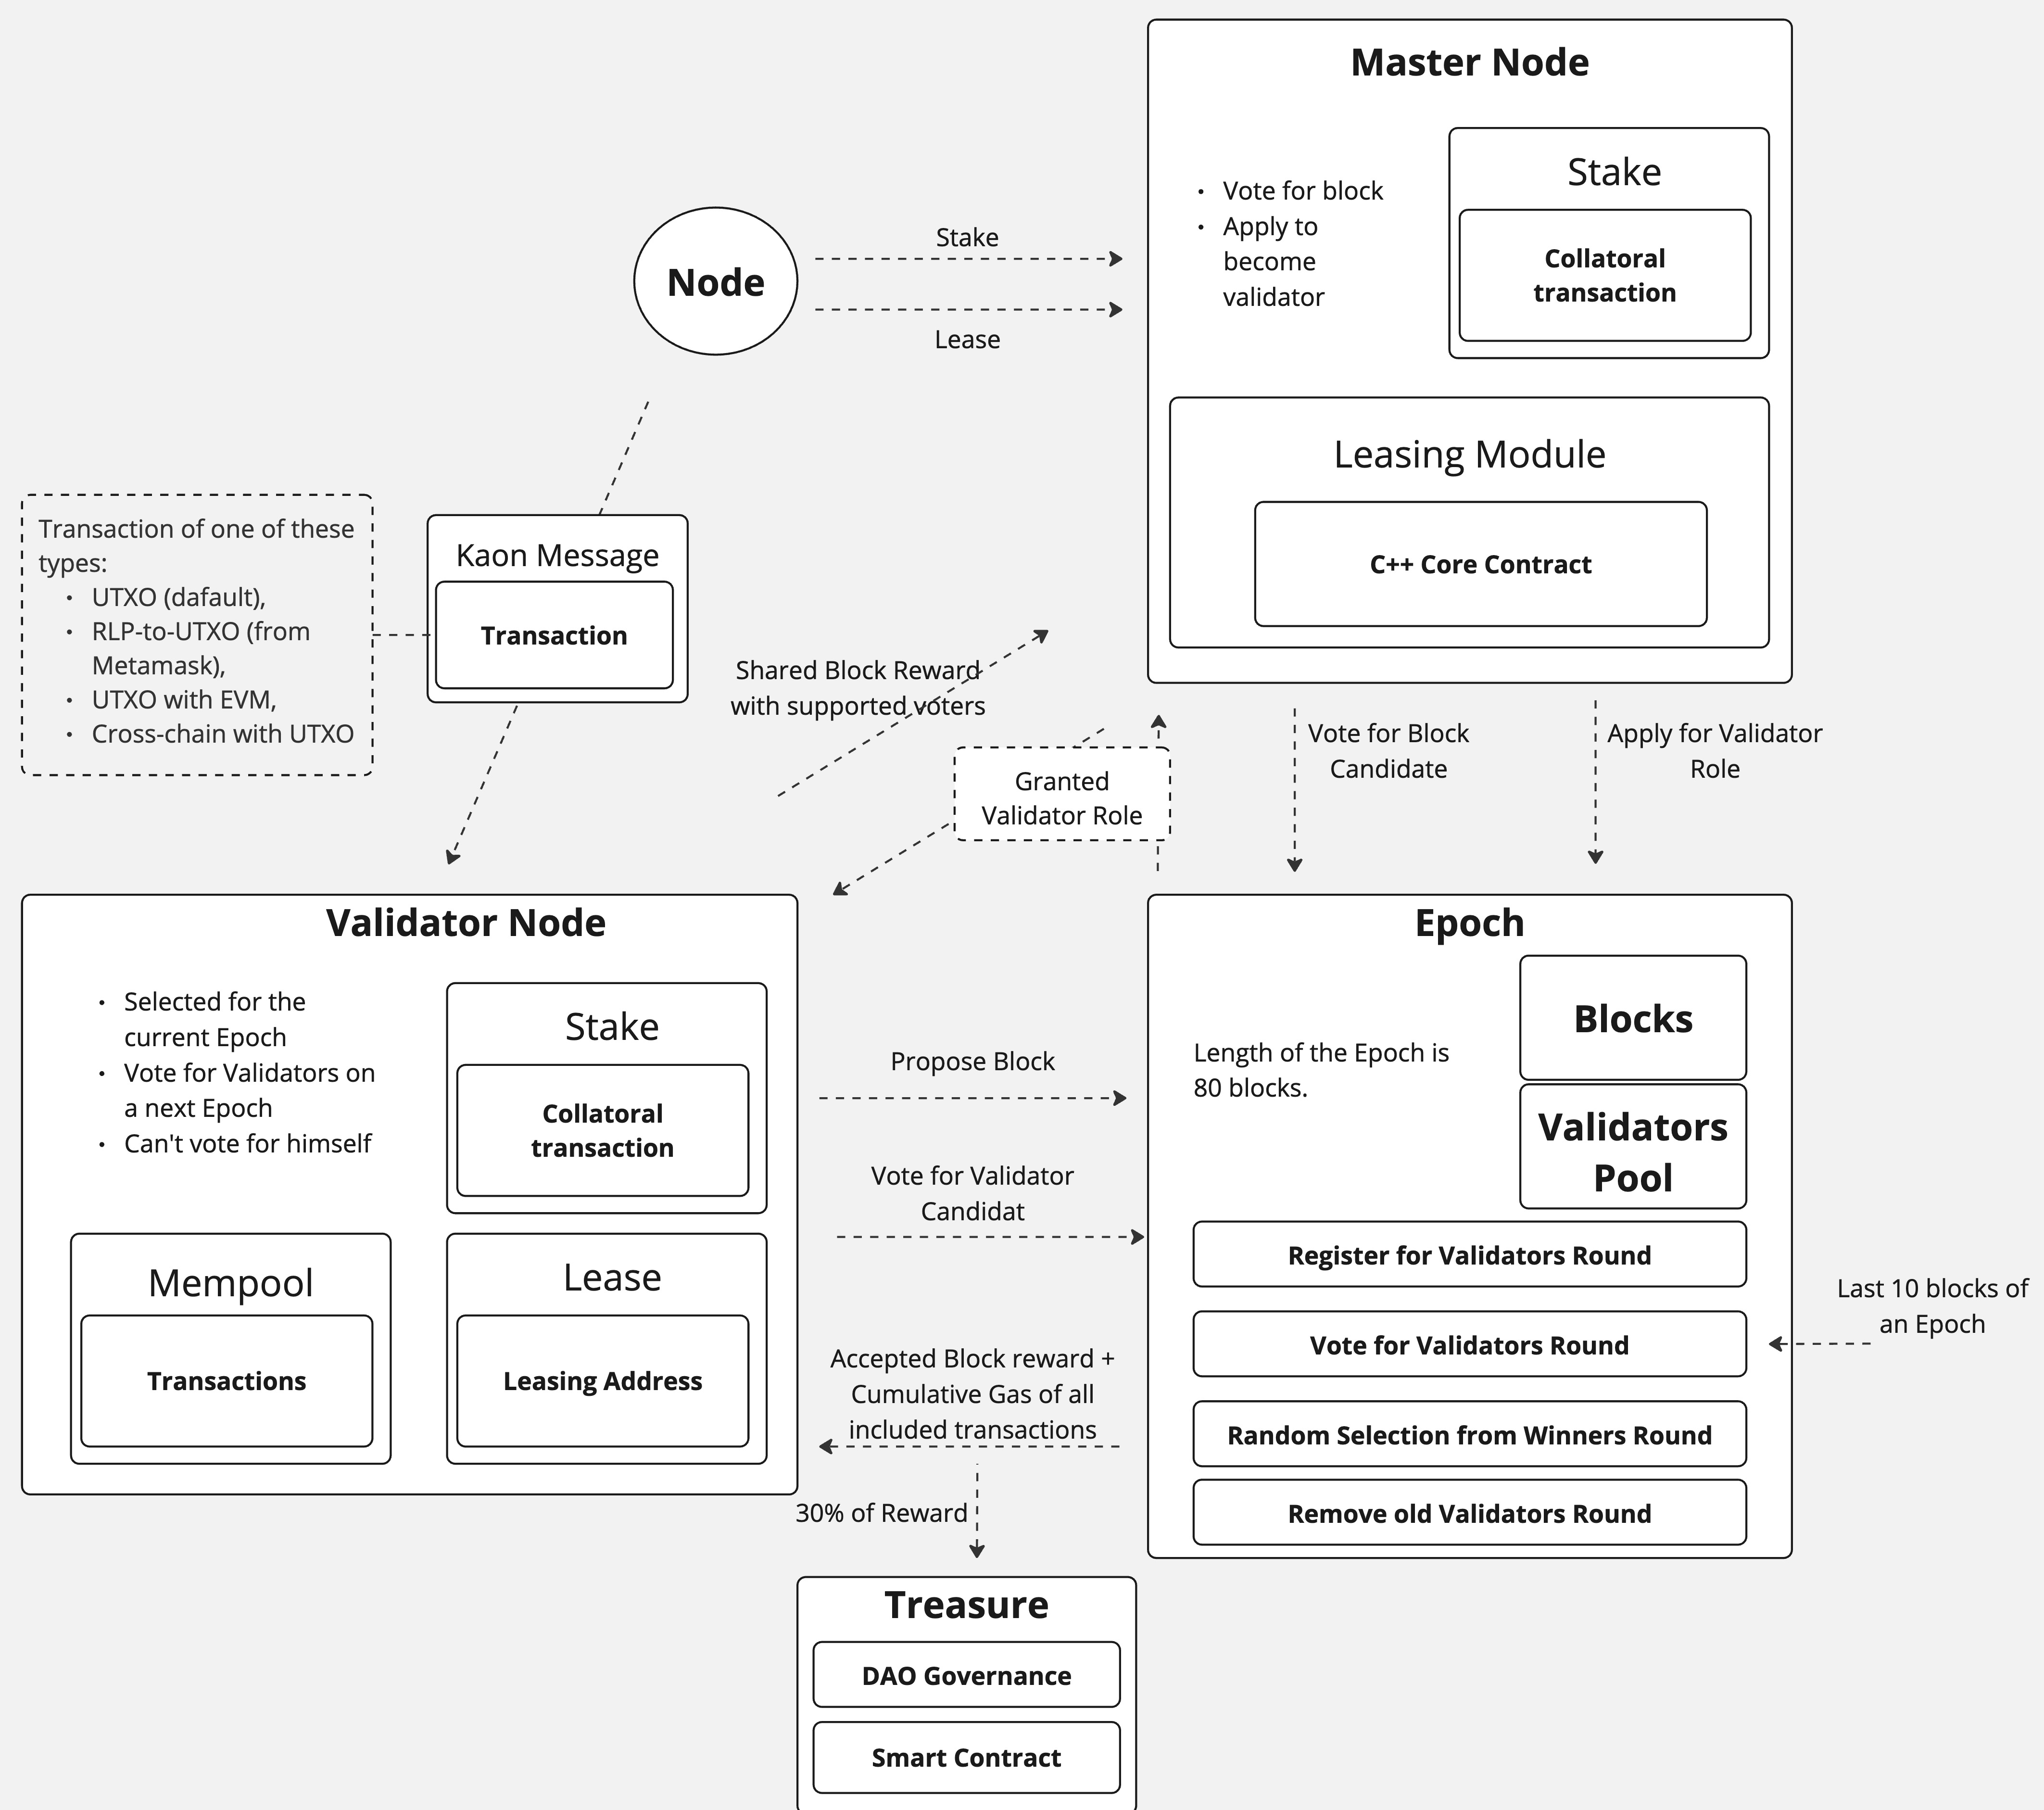 Master Node
Stake
Collatoral
transaction
• Vote for block
• Apply to
become
validator
Leasing Module
C++ Core Contract
Node
Stake
Lease
Transaction of one of these
types:
• UTXO (dafault),
• RLP-to-UTXO (from
Metamask),
• UTXO with EVM,
• Cross-chain with UTXO
Kaon Message
Transaction
Shared Block Reward
with supported voters
Granted
Validator Role
Vote for Block
Candidate
Apply for Validator
Role
Validator Node
• Selected for the
current Epoch
• Vote for Validators on
a next Epoch
• Can't vote for himself
Stake
Collatoral
transaction
Mempool
Transactions
Lease
Leasing Address
Propose Block
Vote for Validator
Candidat
Accepted Block reward +
Cumulative Gas of all
included transactions
30% of Reward
Epoch
Length of the Epoch is
80 blocks.
Blocks
Validators
Pool
Register for Validators Round
Vote for Validators Round
Random Selection from Winners Round
Remove old Validators Round
Last 10 blocks of
an Epoch
Treasure
DAO Governance
Smart Contract